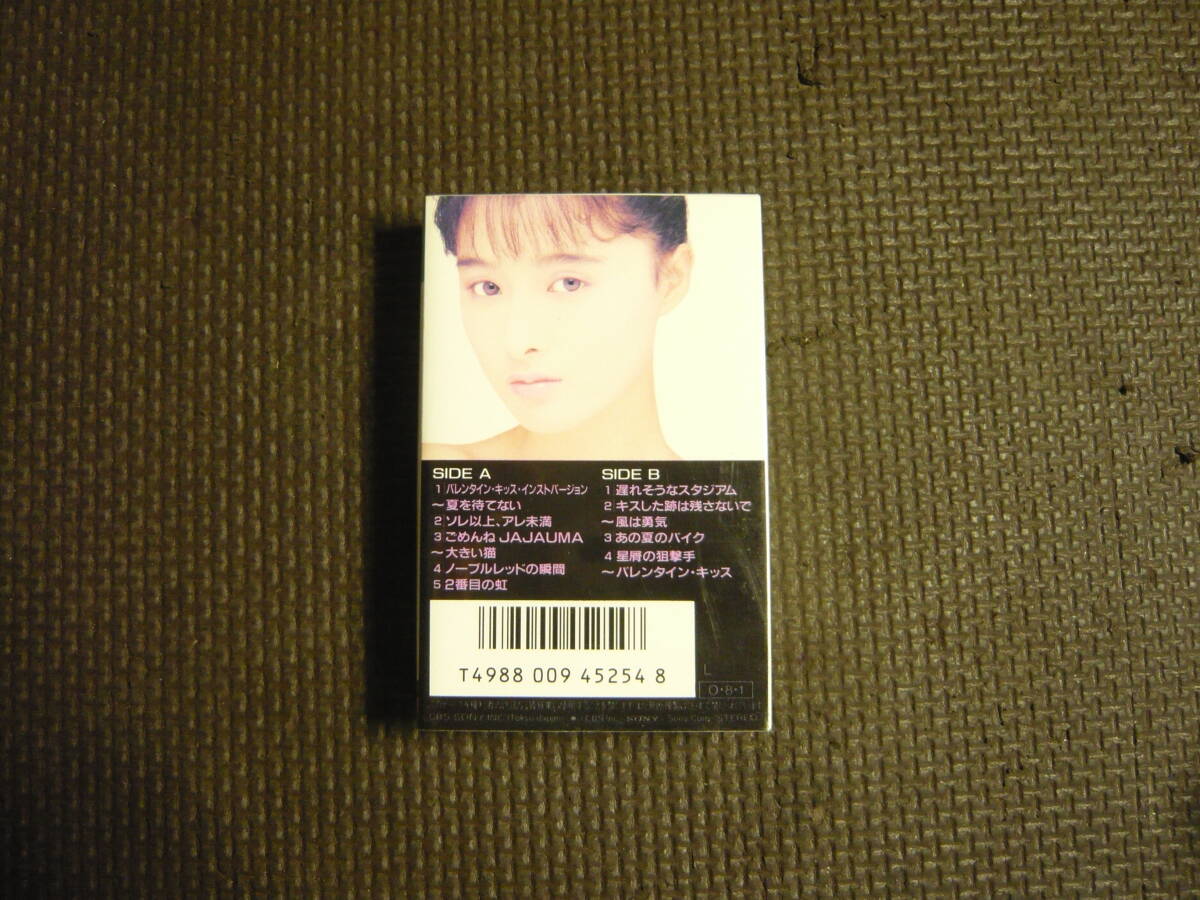 SIDE A
1 バレンタイン・キッス・インストバージョン
～夏を待てない
2 ソレ以上、アレ未満
3 ごめんね JAJAUMA
～大きい猫
4 ノーブルレッドの瞬間
5 2番目の虹
SIDE B
1 遅れそうなスタジアム
2 キスした跡は残さないで
～風は勇気
3 あの夏のバイク
4 星屑の狙撃手
～バレンタイン・キッス
T4988 009 45254 8
L
O・8・1
CBS/SONY INC. STEREO